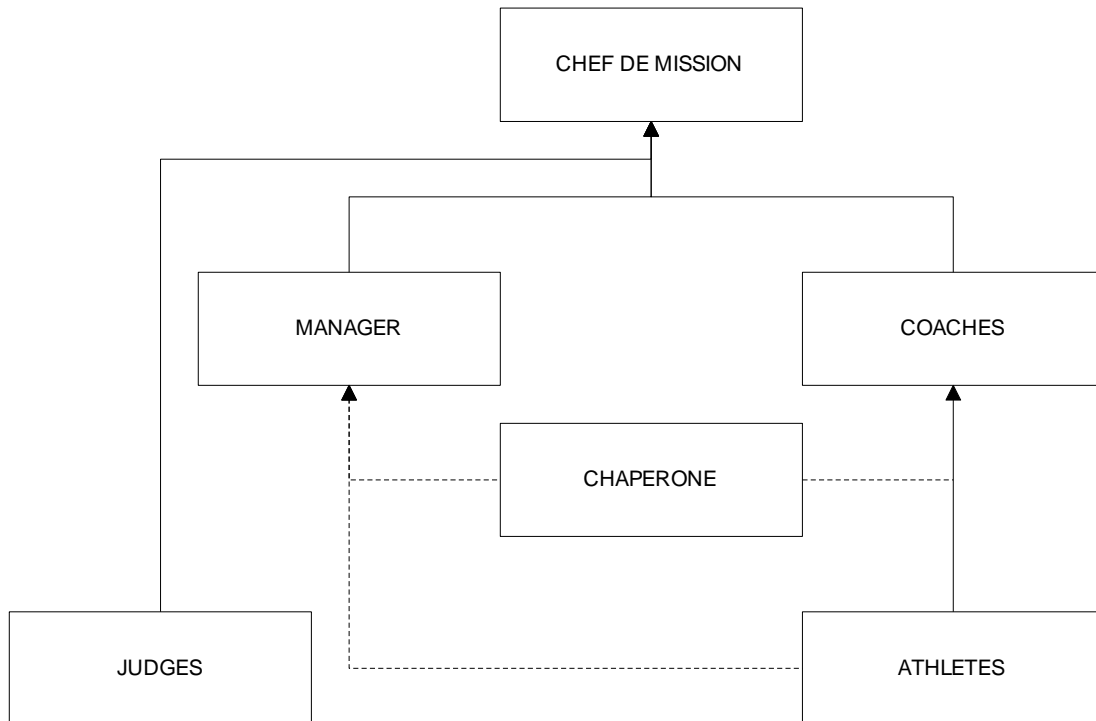 CHEF DE MISSION
MANAGER
COACHES
CHAPERONE
JUDGES
ATHLETES